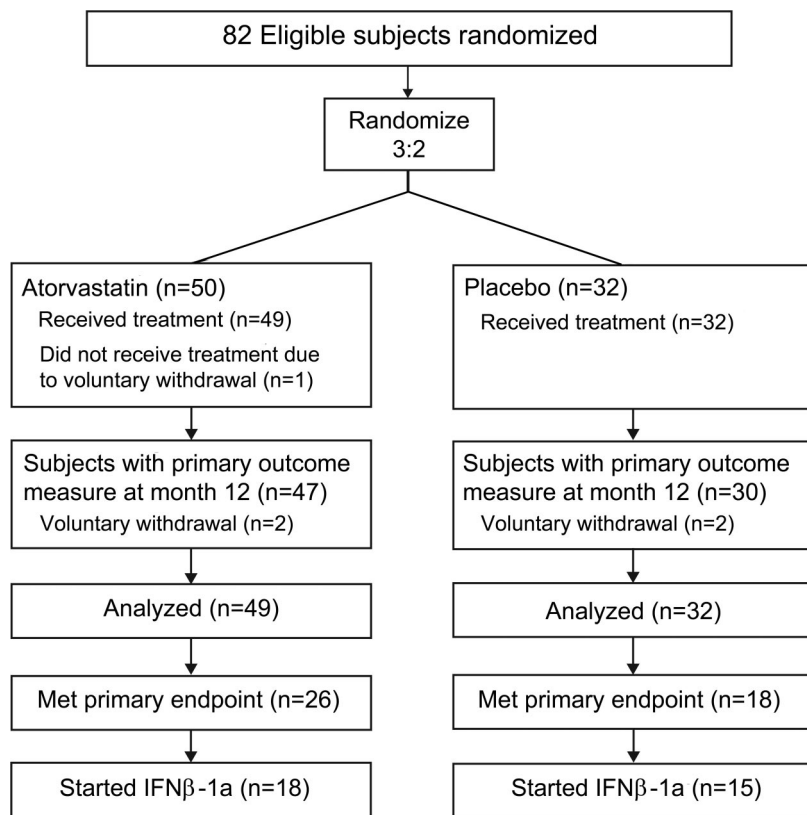 82 Eligible subjects randomized
Randomize
3:2
Atorvastatin (n=50)
Received treatment (n=49)
Did not receive treatment due
to voluntary withdrawal (n=1)
Placebo (n=32)
Received treatment (n=32)
Subjects with primary outcome
measure at month 12 (n=47)
Voluntary withdrawal (n=2)
Subjects with primary outcome
measure at month 12 (n=30)
Voluntary withdrawal (n=2)
Analyzed (n=49)
Analyzed (n=32)
Met primary endpoint (n=26)
Met primary endpoint (n=18)
Started IFNβ-1a (n=18)
Started IFNβ-1a (n=15)